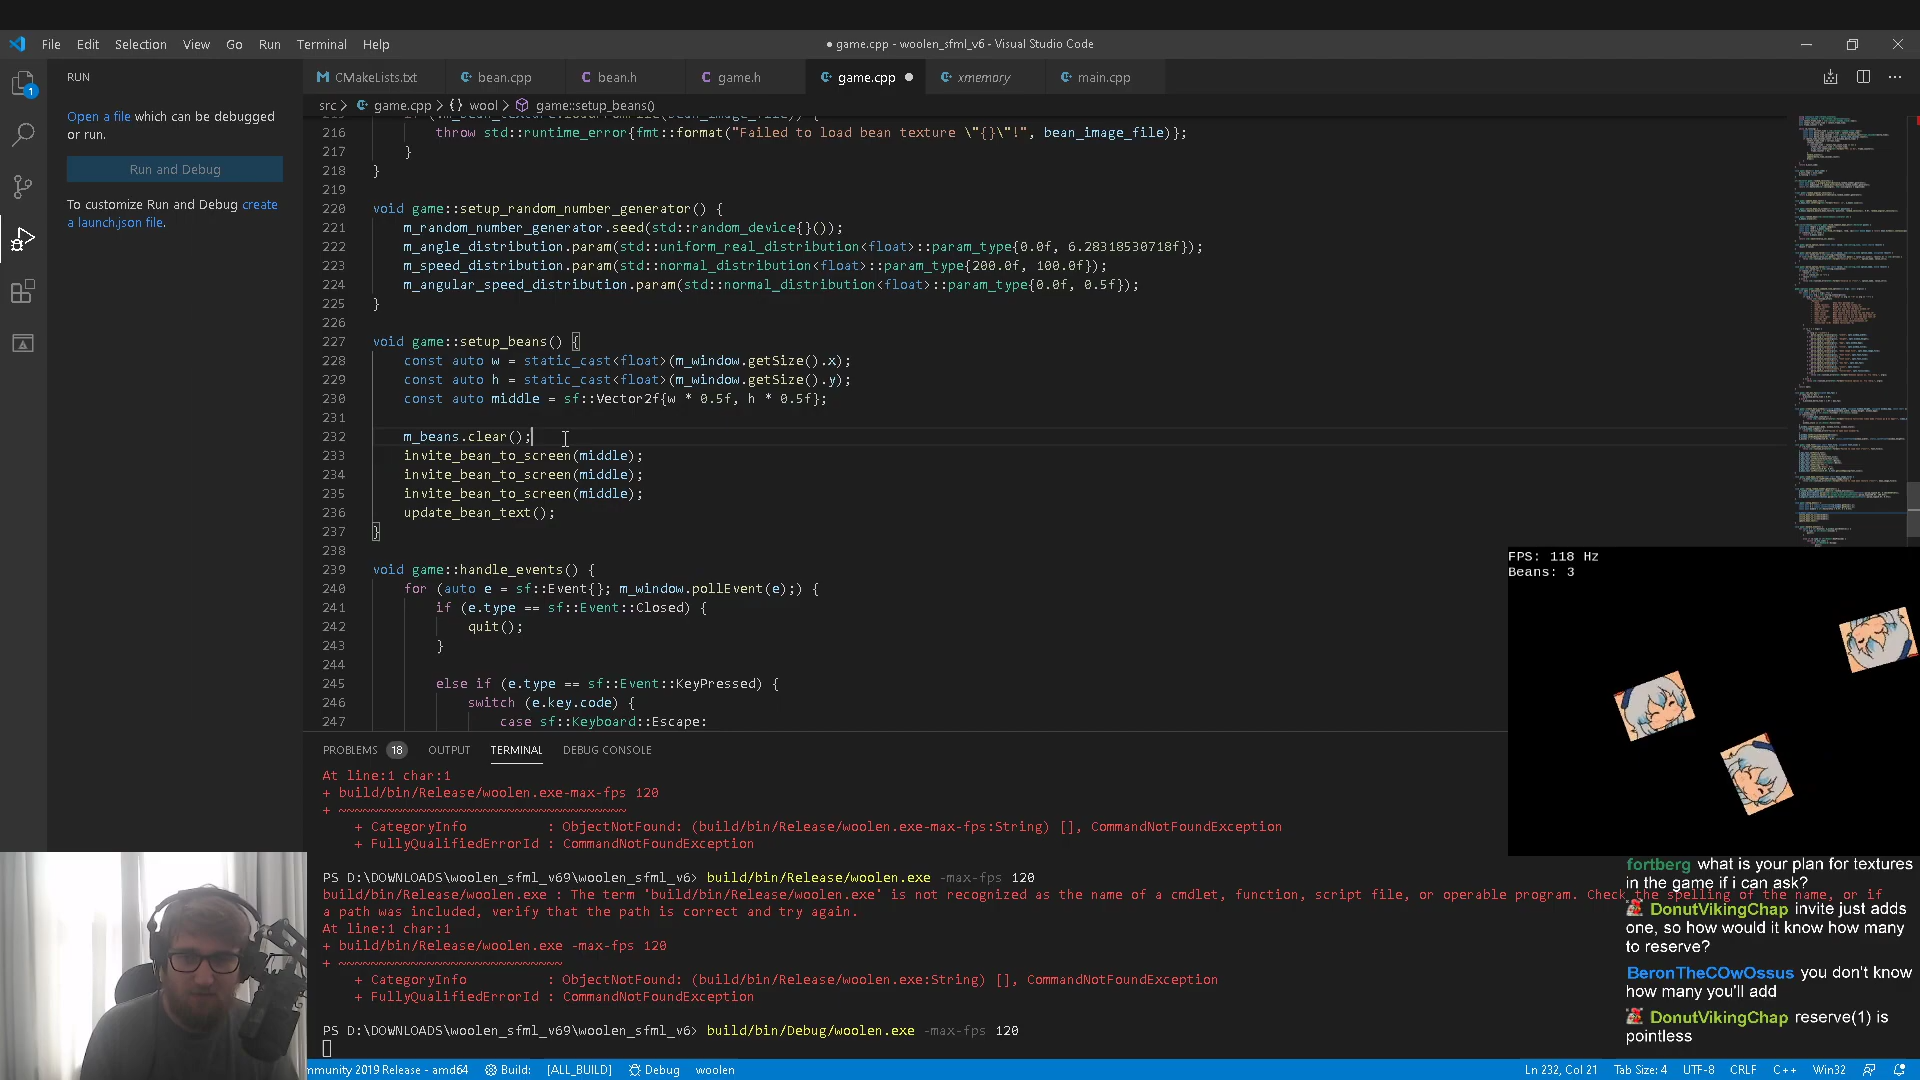 File Edit Selection View Go Run Terminal Help
● game.cpp - woolen_sfml_v6 - Visual Studio Code
RUN
CMakeLists.txt bean.cpp bean.h game.h game.cpp xmemory main.cpp
src > game.cpp > {} wool > game::setup_beans()
1
Open a file which can be debugged
or run.
Run and Debug
To customize Run and Debug create
a launch.json file.
216 throw std::runtime_error{fmt::format("Failed to load bean texture \"{}\"!", bean_image_file)};
217 }
218 }
219
220 void game::setup_random_number_generator() {
221 m_random_number_generator.seed(std::random_device{}());
222 m_angle_distribution.param(std::uniform_real_distribution<float>::param_type{0.0f, 6.28318530718f});
223 m_speed_distribution.param(std::normal_distribution<float>::param_type{200.0f, 100.0f});
224 m_angular_speed_distribution.param(std::normal_distribution<float>::param_type{0.0f, 0.5f});
225 }
226
227 void game::setup_beans() {
228 const auto w = static_cast<float>(m_window.getSize().x);
229 const auto h = static_cast<float>(m_window.getSize().y);
230 const auto middle = sf::Vector2f{w * 0.5f, h * 0.5f};
231
232 m_beans.clear();
233 invite_bean_to_screen(middle);
234 invite_bean_to_screen(middle);
235 invite_bean_to_screen(middle);
236 update_bean_text();
237 }
238
239 void game::handle_events() {
240 for (auto e = sf::Event{}; m_window.pollEvent(e);) {
241 if (e.type == sf::Event::Closed) {
242 quit();
243 }
244
245 else if (e.type == sf::Event::KeyPressed) {
246 switch (e.key.code) {
247 case sf::Keyboard::Escape:
FPS: 118 Hz
Beans: 3
PROBLEMS 18 OUTPUT TERMINAL DEBUG CONSOLE
At line:1 char:1
+ build/bin/Release/woolen.exe-max-fps 120
+ ~~~~~~~~~~~~~~~~~~~~~~~~~~~~~~~~~~~~
+ CategoryInfo : ObjectNotFound: (build/bin/Release/woolen.exe-max-fps:String) [], CommandNotFoundException
+ FullyQualifiedErrorId : CommandNotFoundException
PS D:\DOWNLOADS\woolen_sfml_v69\woolen_sfml_v6> build/bin/Release/woolen.exe -max-fps 120
build/bin/Release/woolen.exe : The term 'build/bin/Release/woolen.exe' is not recognized as the name of a cmdlet, function, script file, or operable program. Check the spelling of the name, or if
a path was included, verify that the path is correct and try again.
At line:1 char:1
+ build/bin/Release/woolen.exe -max-fps 120
+ ~~~~~~~~~~~~~~~~~~~~~~~~~~~~
+ CategoryInfo : ObjectNotFound: (build/bin/Release/woolen.exe:String) [], CommandNotFoundException
+ FullyQualifiedErrorId : CommandNotFoundException
PS D:\DOWNLOADS\woolen_sfml_v69\woolen_sfml_v6> build/bin/Debug/woolen.exe -max-fps 120
fortberg what is your plan for textures
in the game if i can ask?
DonutVikingChap invite just adds
one, so how would it know how many
to reserve?
BeronTheCOwOssus you don't know
how many you'll add
DonutVikingChap reserve(1) is
pointless
mmunity 2019 Release - amd64 Build: [ALL_BUILD] Debug woolen Ln 232, Col 21 Tab Size: 4 UTF-8 CRLF C++ Win32